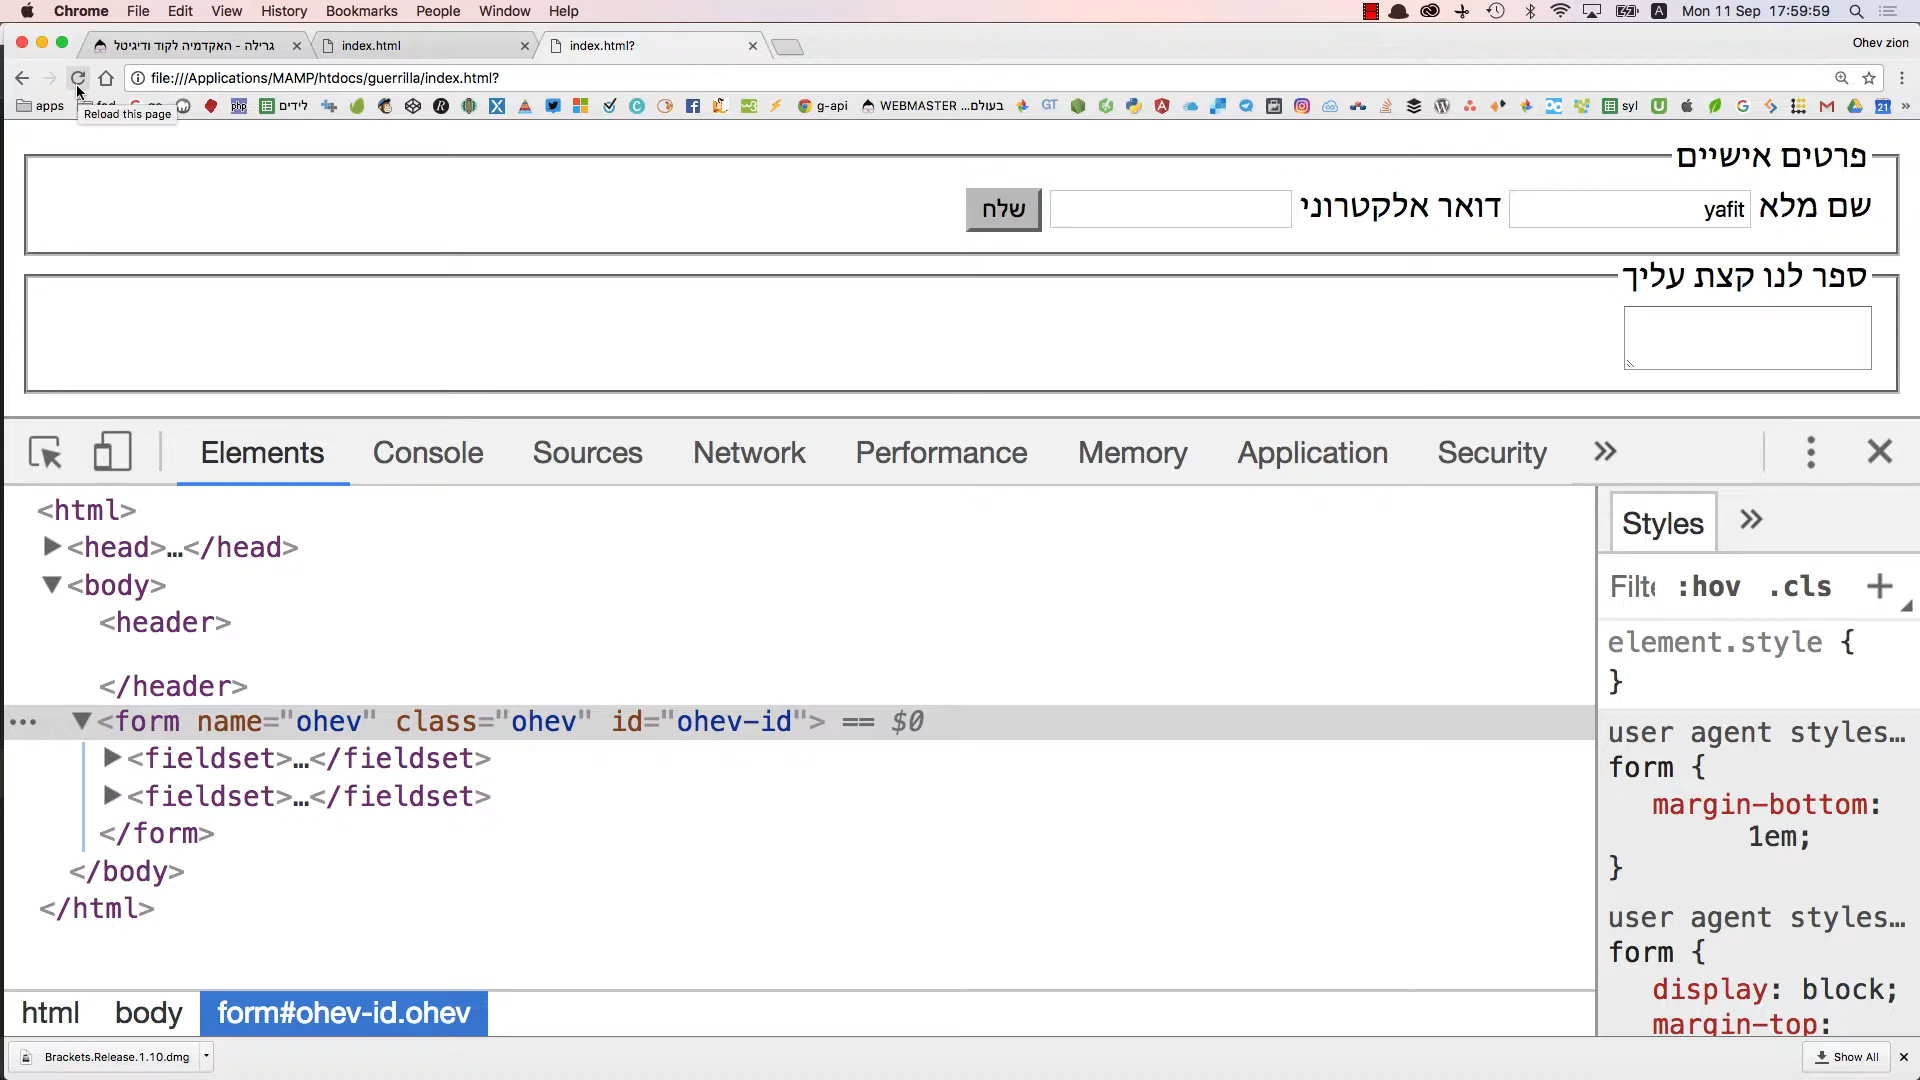 Chrome File Edit View History Bookmarks People Window Help Mon 11 Sep 17:59:59
גרילה - האקדמיה לקוד ודיגיטל index.html index.html? Ohev zion
file:///Applications/MAMP/htdocs/guerrilla/index.html?
apps לידים g-api WEBMASTER ...בעולם GT syl 21 »
Reload this page
פרטים אישיים
שם מלא yafit דואר אלקטרוני שלח
ספר לנו קצת עליך
Elements Console Sources Network Performance Memory Application Security »
<html>
<head>…</head>
<body>
<header>
</header>
<form name="ohev" class="ohev" id="ohev-id"> == $0
<fieldset>…</fieldset>
<fieldset>…</fieldset>
</form>
</body>
</html>
Styles »
:hov .cls +
element.style {
}
user agent styles…
form {
margin-bottom:
1em;
}
user agent styles…
form {
display: block;
margin-top:
html body form#ohev-id.ohev
Brackets.Release.1.10.dmg Show All